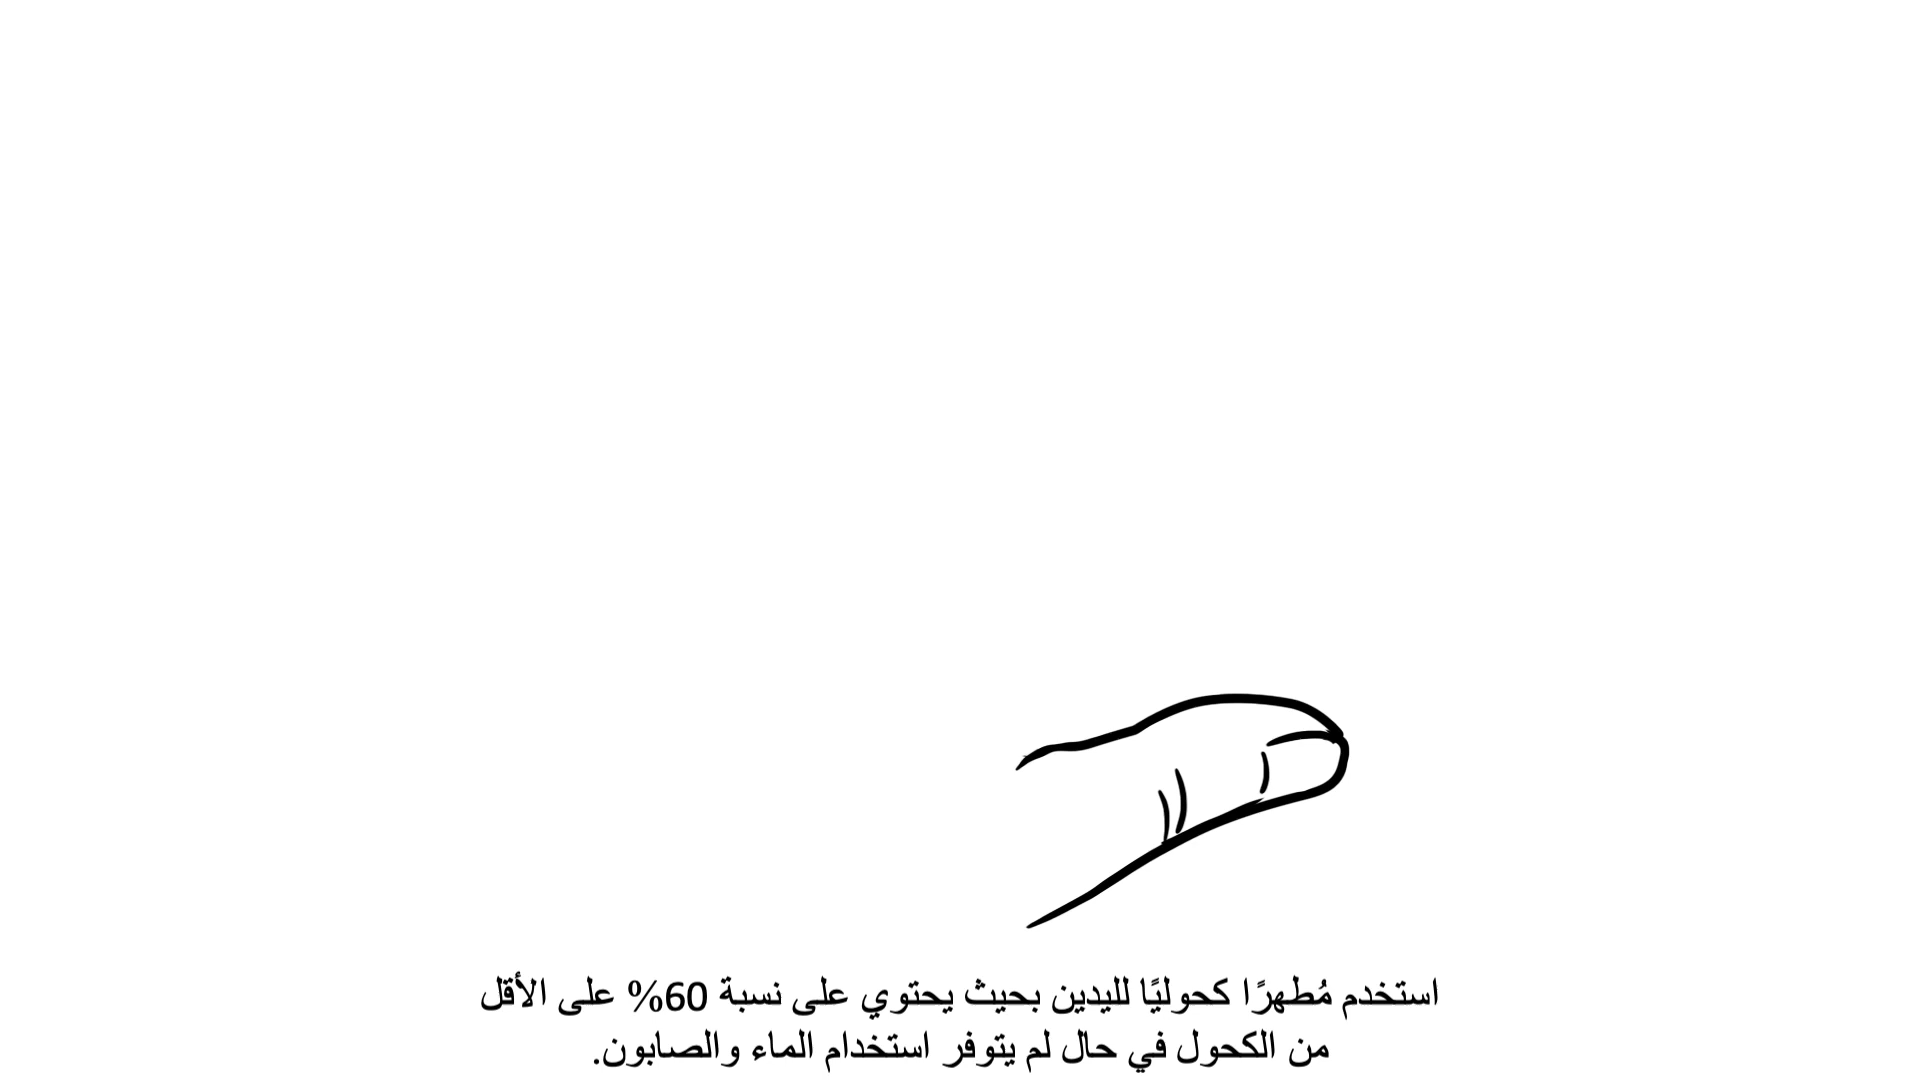 استخدم مُطهرًا كحوليًا لليدين بحيث يحتوي على نسبة 60% على الأقل
من الكحول في حال لم يتوفر استخدام الماء والصابون.